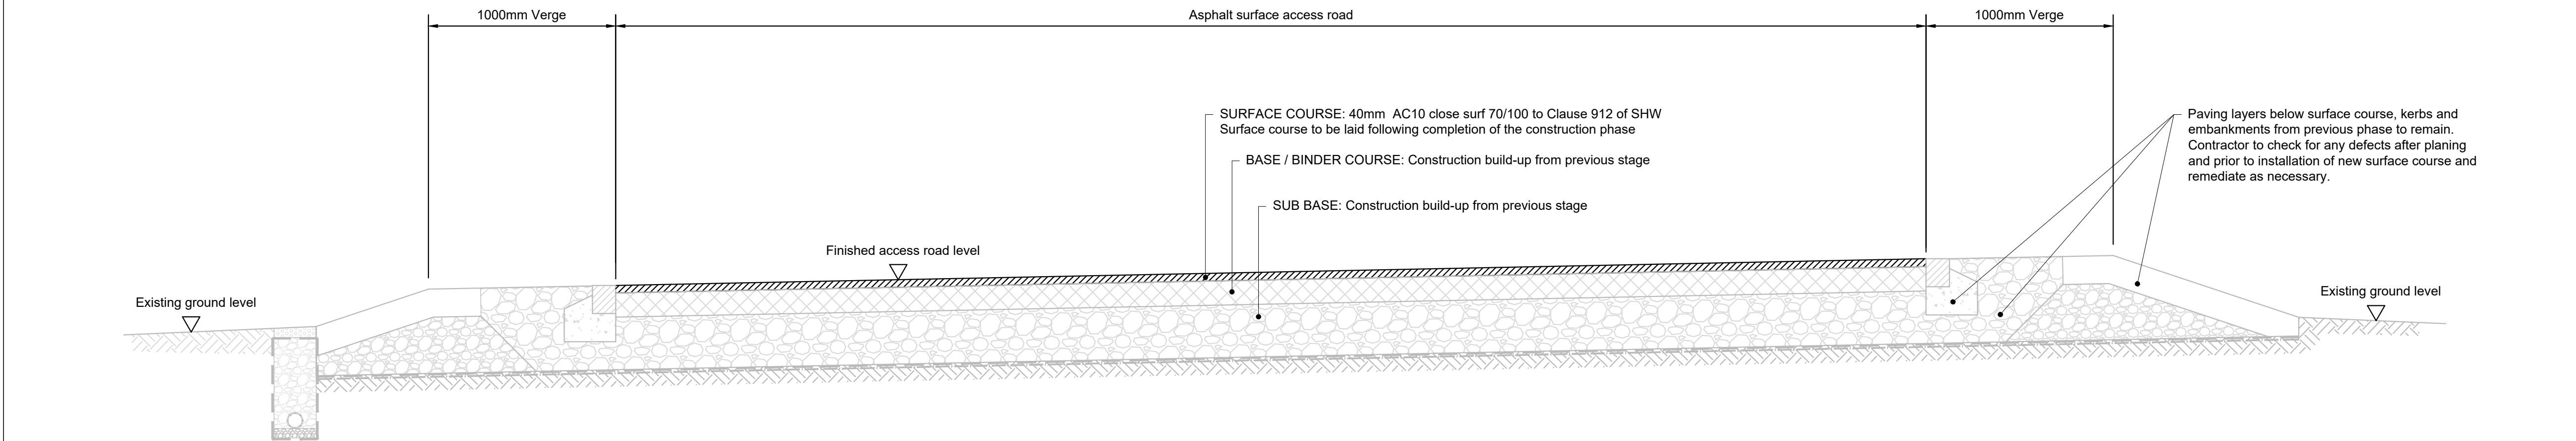 1000mm Verge
Asphalt surface access road
1000mm Verge
SURFACE COURSE: 40mm  AC10 close surf 70/100 to Clause 912 of SHW
Surface course to be laid following completion of the construction phase
BASE / BINDER COURSE: Construction build-up from previous stage
SUB BASE: Construction build-up from previous stage
Paving layers below surface course, kerbs and
embankments from previous phase to remain.
Contractor to check for any defects after planing
and prior to installation of new surface course and
remediate as necessary.
Finished access road level
Existing ground level
Existing ground level